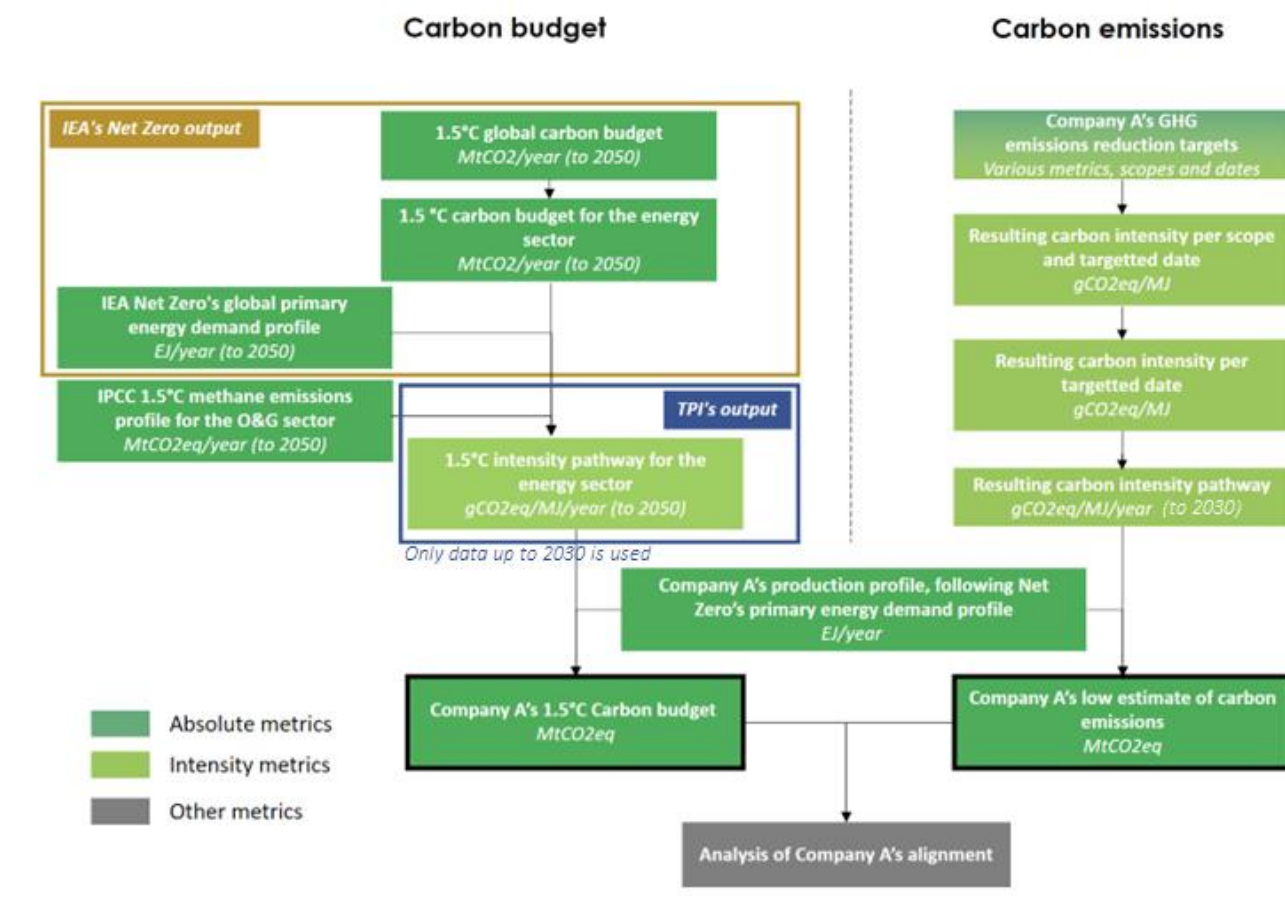 Carbon budget
Carbon emissions
IEA's Net Zero output
1.5°C global carbon budget
MtCO2/year (to 2050)
1.5 °C carbon budget for the energy
sector
MtCO2/year (to 2050)
IEA Net Zero's global primary
energy demand profile
EJ/year (to 2050)
IPCC 1.5°C methane emissions
profile for the O&G sector
MtCO2eq/year (to 2050)
TPI's output
1.5°C intensity pathway for the
energy sector
gCO2eq/MJ/year (to 2050)
Only data up to 2030 is used
Company A's GHG
emissions reduction targets
Various metrics, scopes and dates
Resulting carbon intensity per scope
and targetted date
gCO2eq/MJ
Resulting carbon intensity per
targetted date
gCO2eq/MJ
Resulting carbon intensity pathway
gCO2eq/MJ/year (to 2030)
Company A's production profile, following Net
Zero's primary energy demand profile
EJ/year
Company A's 1.5°C Carbon budget
MtCO2eq
Company A's low estimate of carbon
emissions
MtCO2eq
Absolute metrics
Intensity metrics
Other metrics
Analysis of Company A's alignment